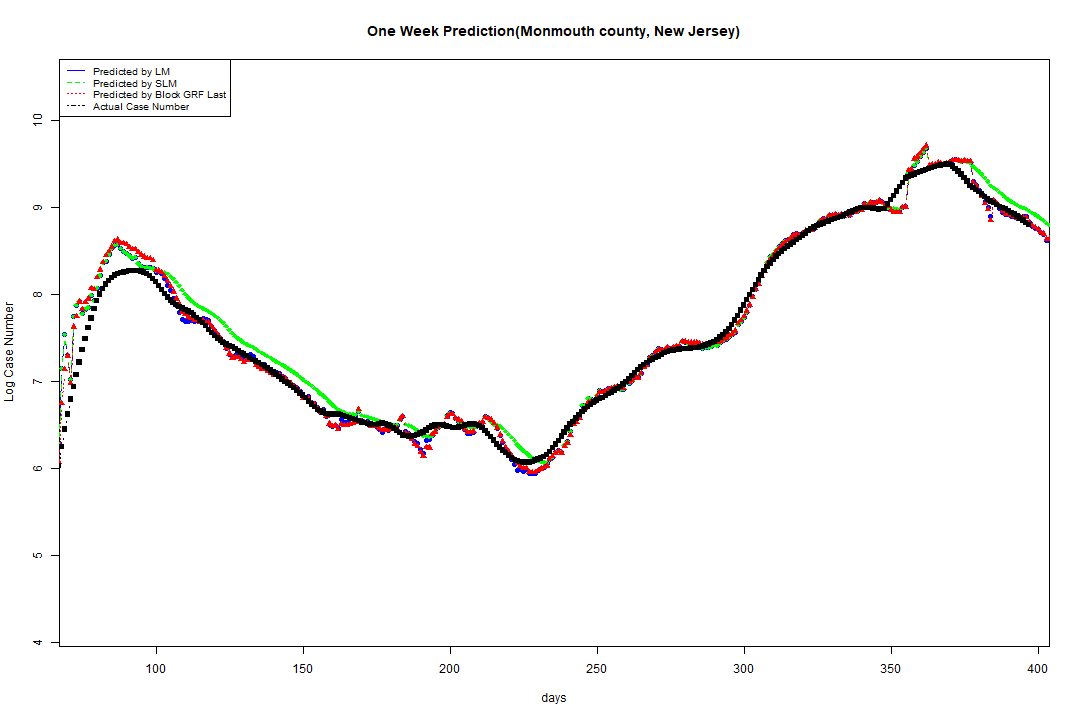 One Week Prediction(Monmouth county, New Jersey)
Predicted by LM
Predicted by SLM
Predicted by Block GRF Last
Actual Case Number
Log Case Number
10
9
8
7
6
5
4
100 150 200 250 300 350 400
days